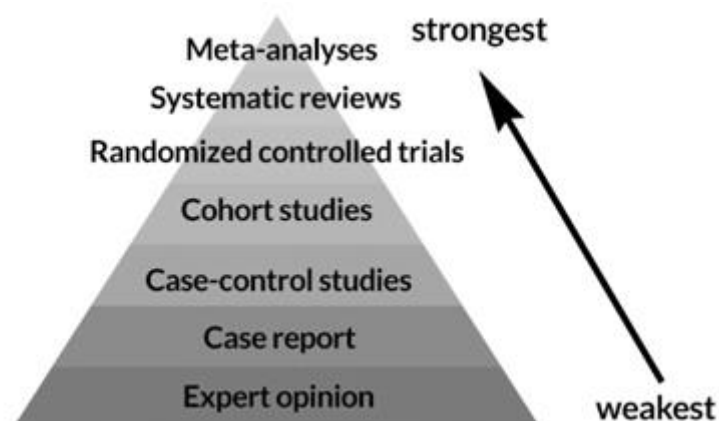 Meta-analyses
strongest
Systematic reviews
Randomized controlled trials
Cohort studies
Case-control studies
Case report
Expert opinion
weakest